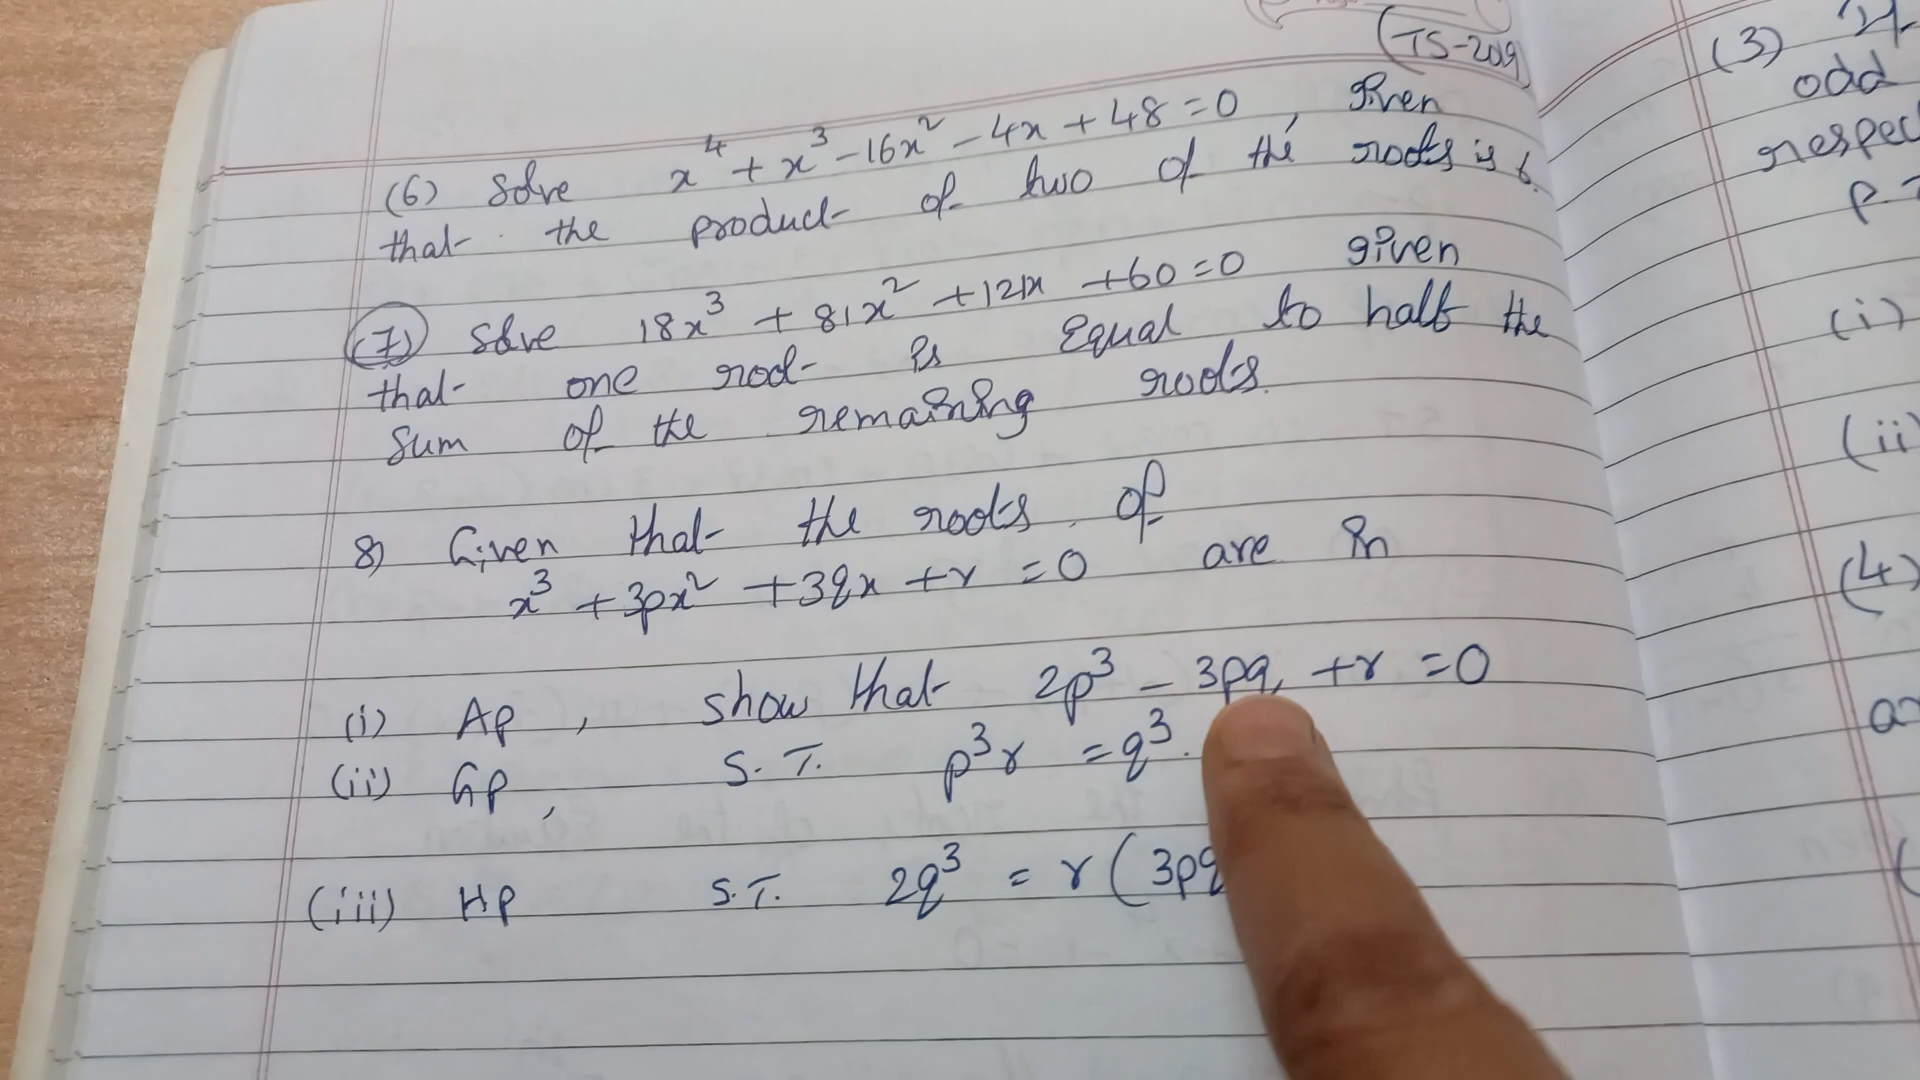 (TS-2019)
(6) Solve x⁴ + x³ - 16x² - 4x + 48 = 0, Given
that the product of two of the roots is 6.
(7) Solve 18x³ + 81x² + 121x + 60 = 0 given
that one root is Equal to half the
sum of the remaining roots.
8) Given that the roots of
x³ + 3px² + 3qx + r = 0 are in
(i) AP, show that 2p³ - 3pq + r = 0
(ii) GP, S.T. p³r = q³.
(iii) HP S.T. 2q³ = r(3pq
(3)
odd
respec
P.
(i)
(ii)
(4)